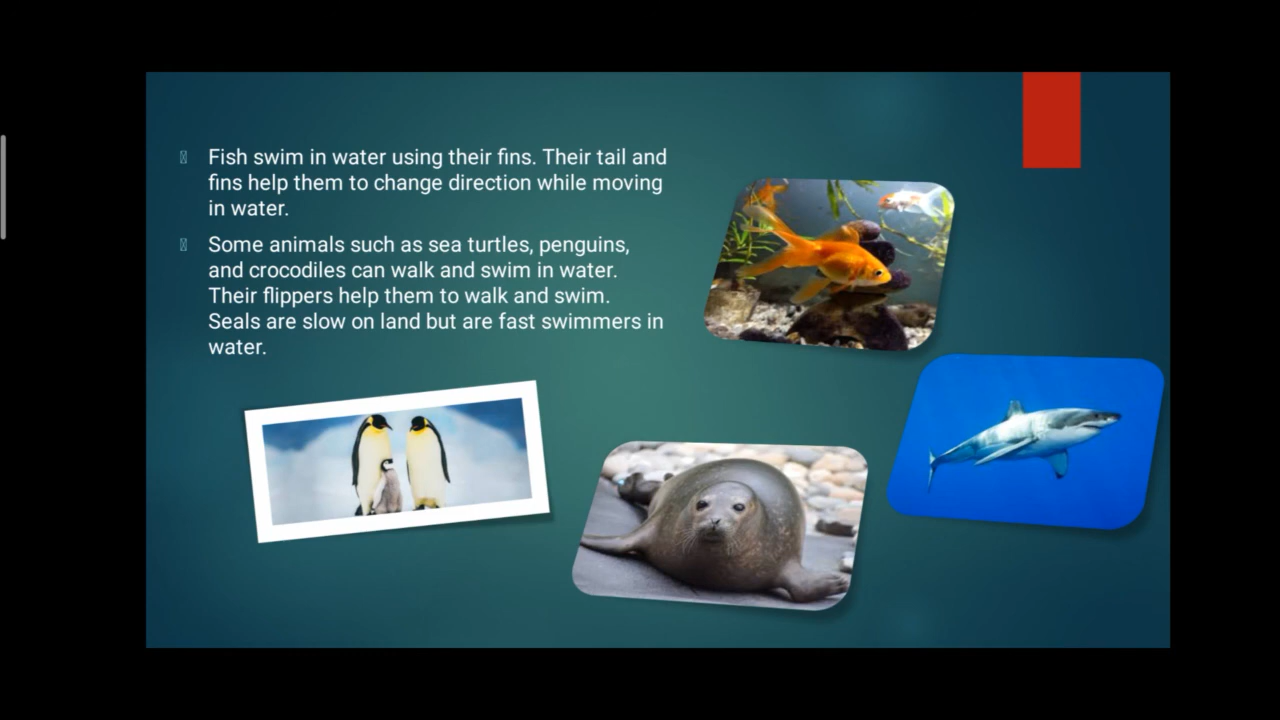 Fish swim in water using their fins. Their tail and
fins help them to change direction while moving
in water.
Some animals such as sea turtles, penguins,
and crocodiles can walk and swim in water.
Their flippers help them to walk and swim.
Seals are slow on land but are fast swimmers in
water.